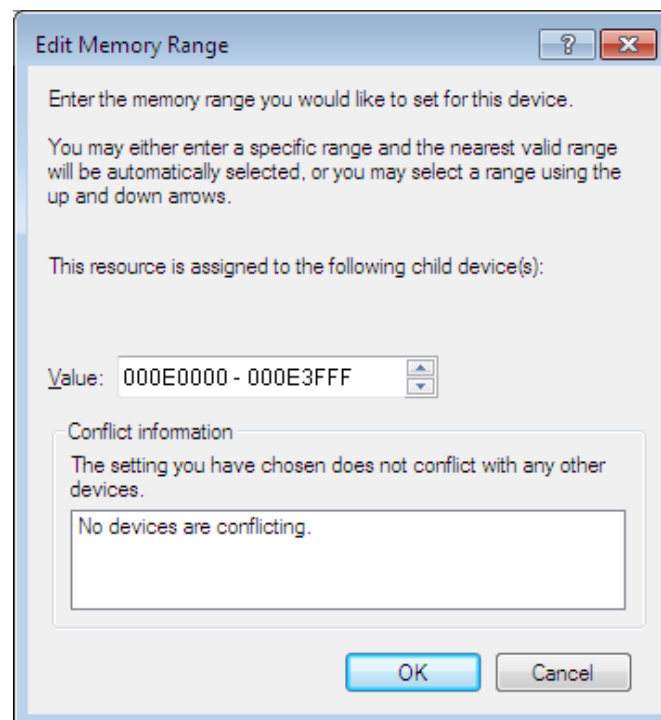 Edit Memory Range
?
Enter the memory range you would like to set for this device.
You may either enter a specific range and the nearest valid range
will be automatically selected, or you may select a range using the
up and down arrows.
This resource is assigned to the following child device(s):
Value: 000E0000 - 000E3FFF
Conflict information
The setting you have chosen does not conflict with any other
devices.
No devices are conflicting.
OK Cancel